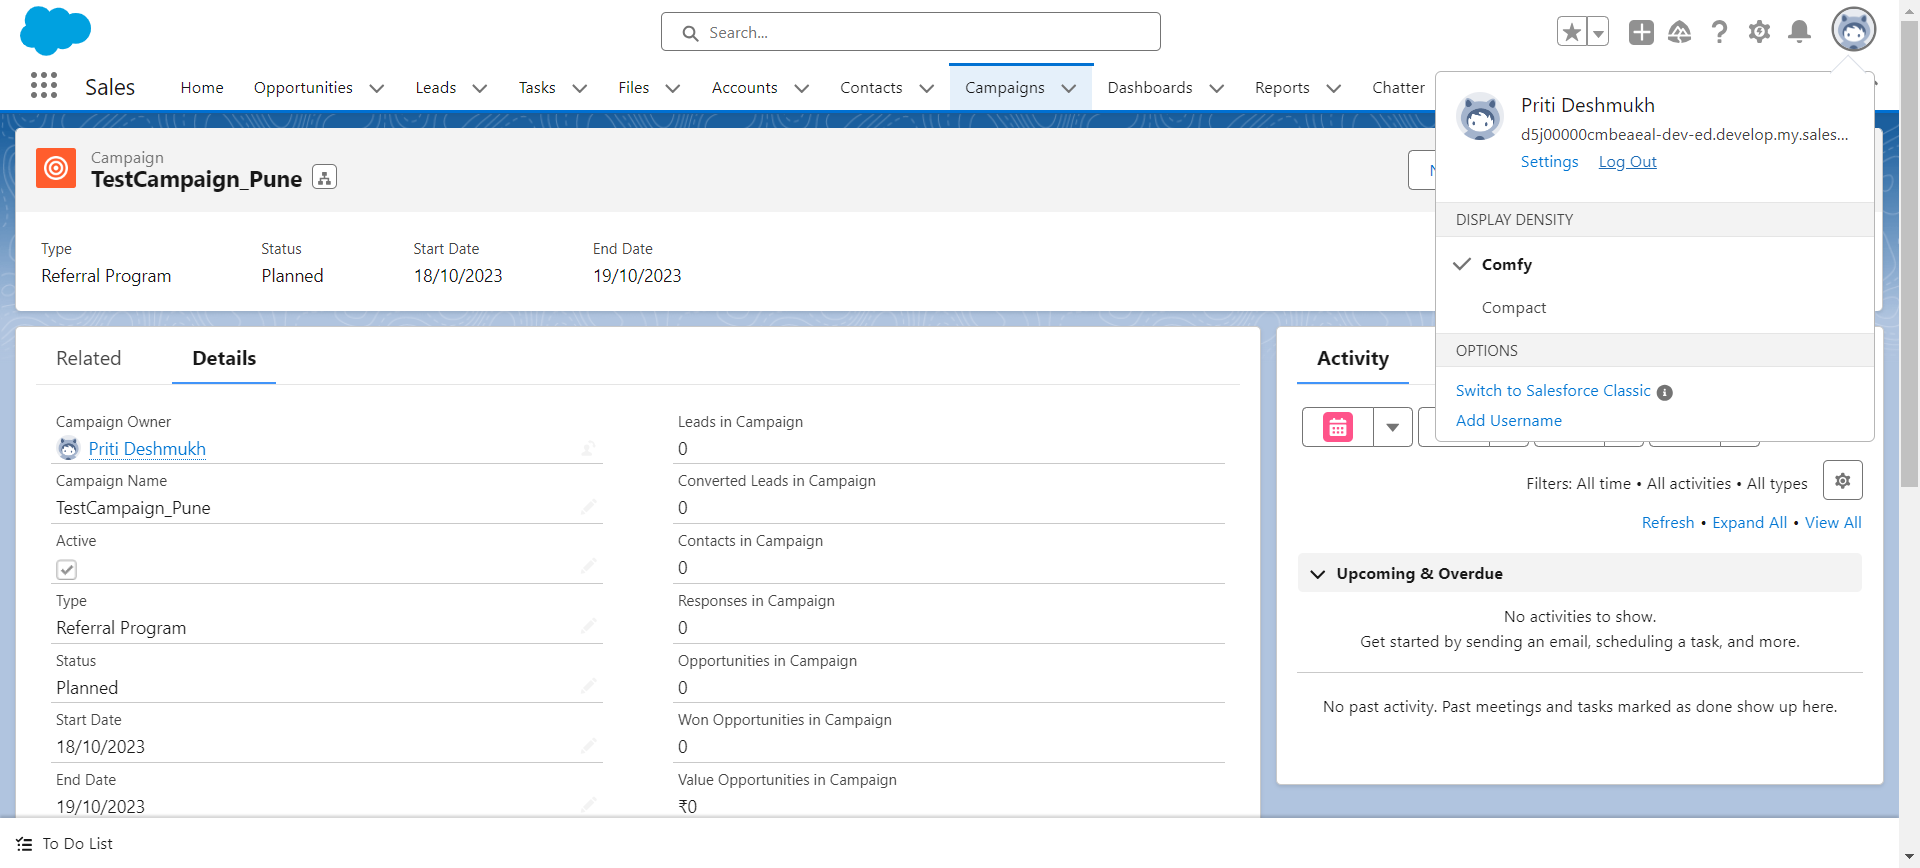 Search...
Sales
Home
Opportunities
Leads
Tasks
Files
Accounts
Contacts
Campaigns
Dashboards
Reports
Chatter
Priti Deshmukh
d5j00000cmbeaeal-dev-ed.develop.my.sales...
Settings Log Out
DISPLAY DENSITY
Comfy
Compact
OPTIONS
Switch to Salesforce Classic
Add Username
Campaign
TestCampaign_Pune
Type
Referral Program
Status
Planned
Start Date
18/10/2023
End Date
19/10/2023
Related
Details
Campaign Owner
Priti Deshmukh
Campaign Name
TestCampaign_Pune
Active
Type
Referral Program
Status
Planned
Start Date
18/10/2023
End Date
19/10/2023
Leads in Campaign
0
Converted Leads in Campaign
0
Contacts in Campaign
0
Responses in Campaign
0
Opportunities in Campaign
0
Won Opportunities in Campaign
0
Value Opportunities in Campaign
₹0
Activity
Filters: All time • All activities • All types
Refresh • Expand All • View All
Upcoming & Overdue
No activities to show.
Get started by sending an email, scheduling a task, and more.
No past activity. Past meetings and tasks marked as done show up here.
To Do List